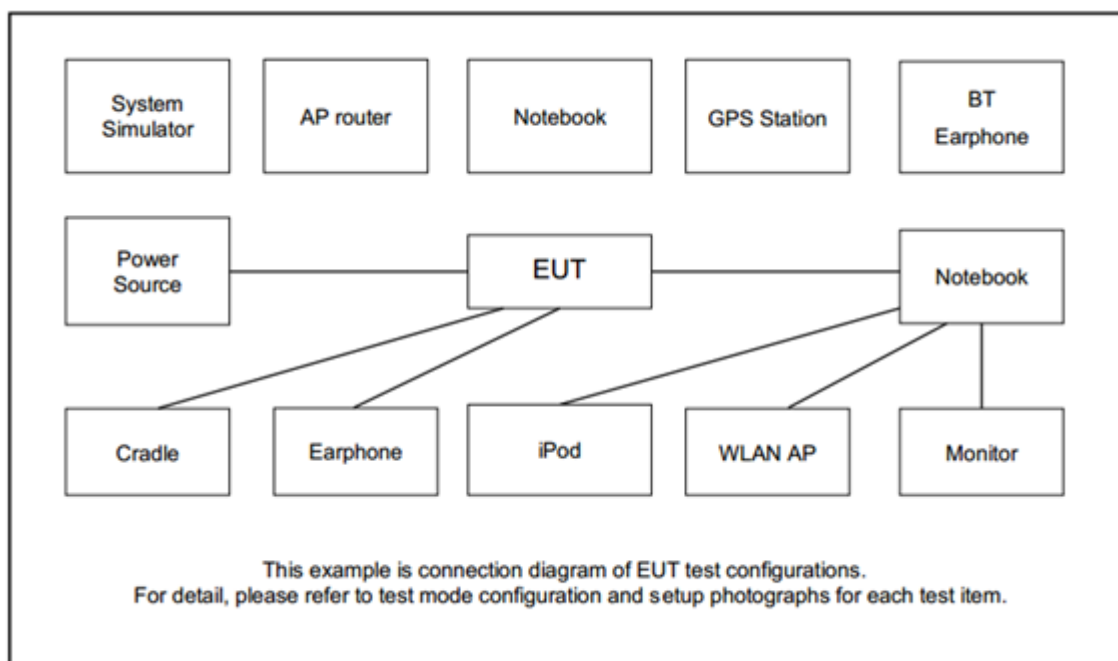 System
Simulator
AP router
Notebook
GPS Station
BT
Earphone
Power
Source
EUT
Notebook
Cradle
Earphone
iPod
WLAN AP
Monitor
This example is connection diagram of EUT test configurations.
For detail, please refer to test mode configuration and setup photographs for each test item.